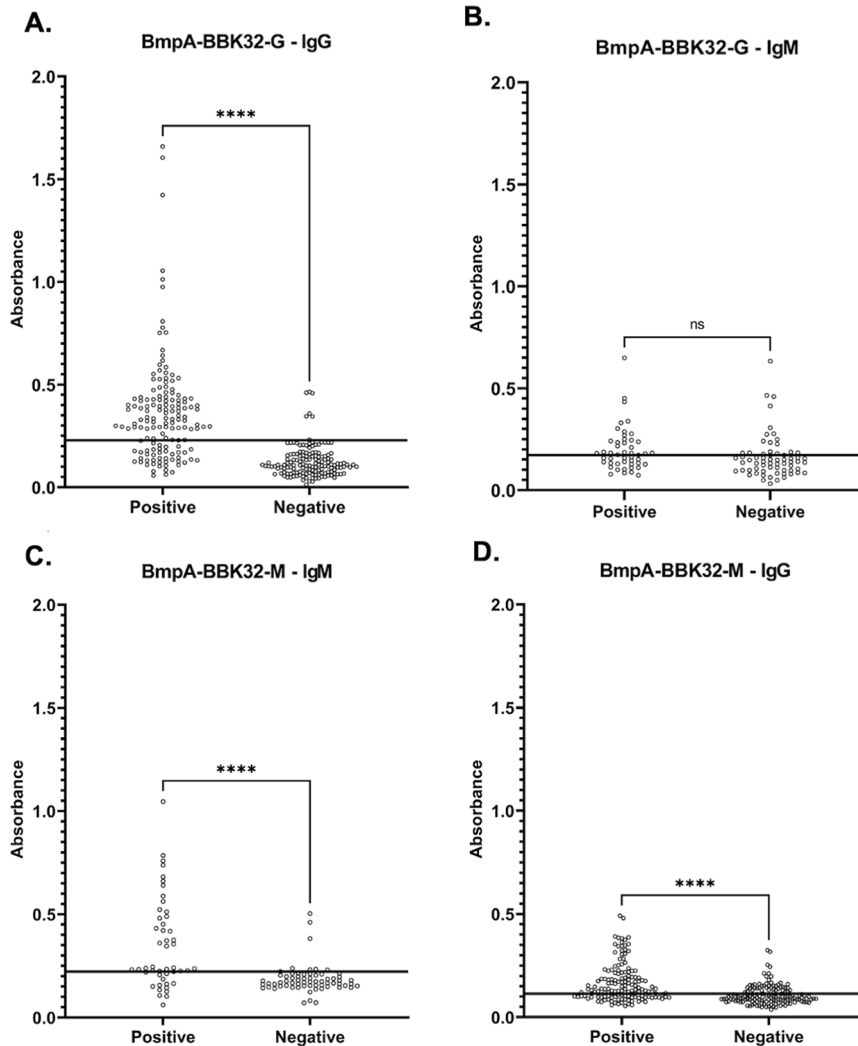 A.
BmpA-BBK32-G - IgG
Absorbance
2.0
1.5
1.0
0.5
0.0
****
Positive
Negative
B.
BmpA-BBK32-G - IgM
Absorbance
2.0
1.5
1.0
0.5
0.0
ns
Positive
Negative
C.
BmpA-BBK32-M - IgM
Absorbance
2.0
1.5
1.0
0.5
0.0
****
Positive
Negative
D.
BmpA-BBK32-M - IgG
Absorbance
2.0
1.5
1.0
0.5
0.0
****
Positive
Negative